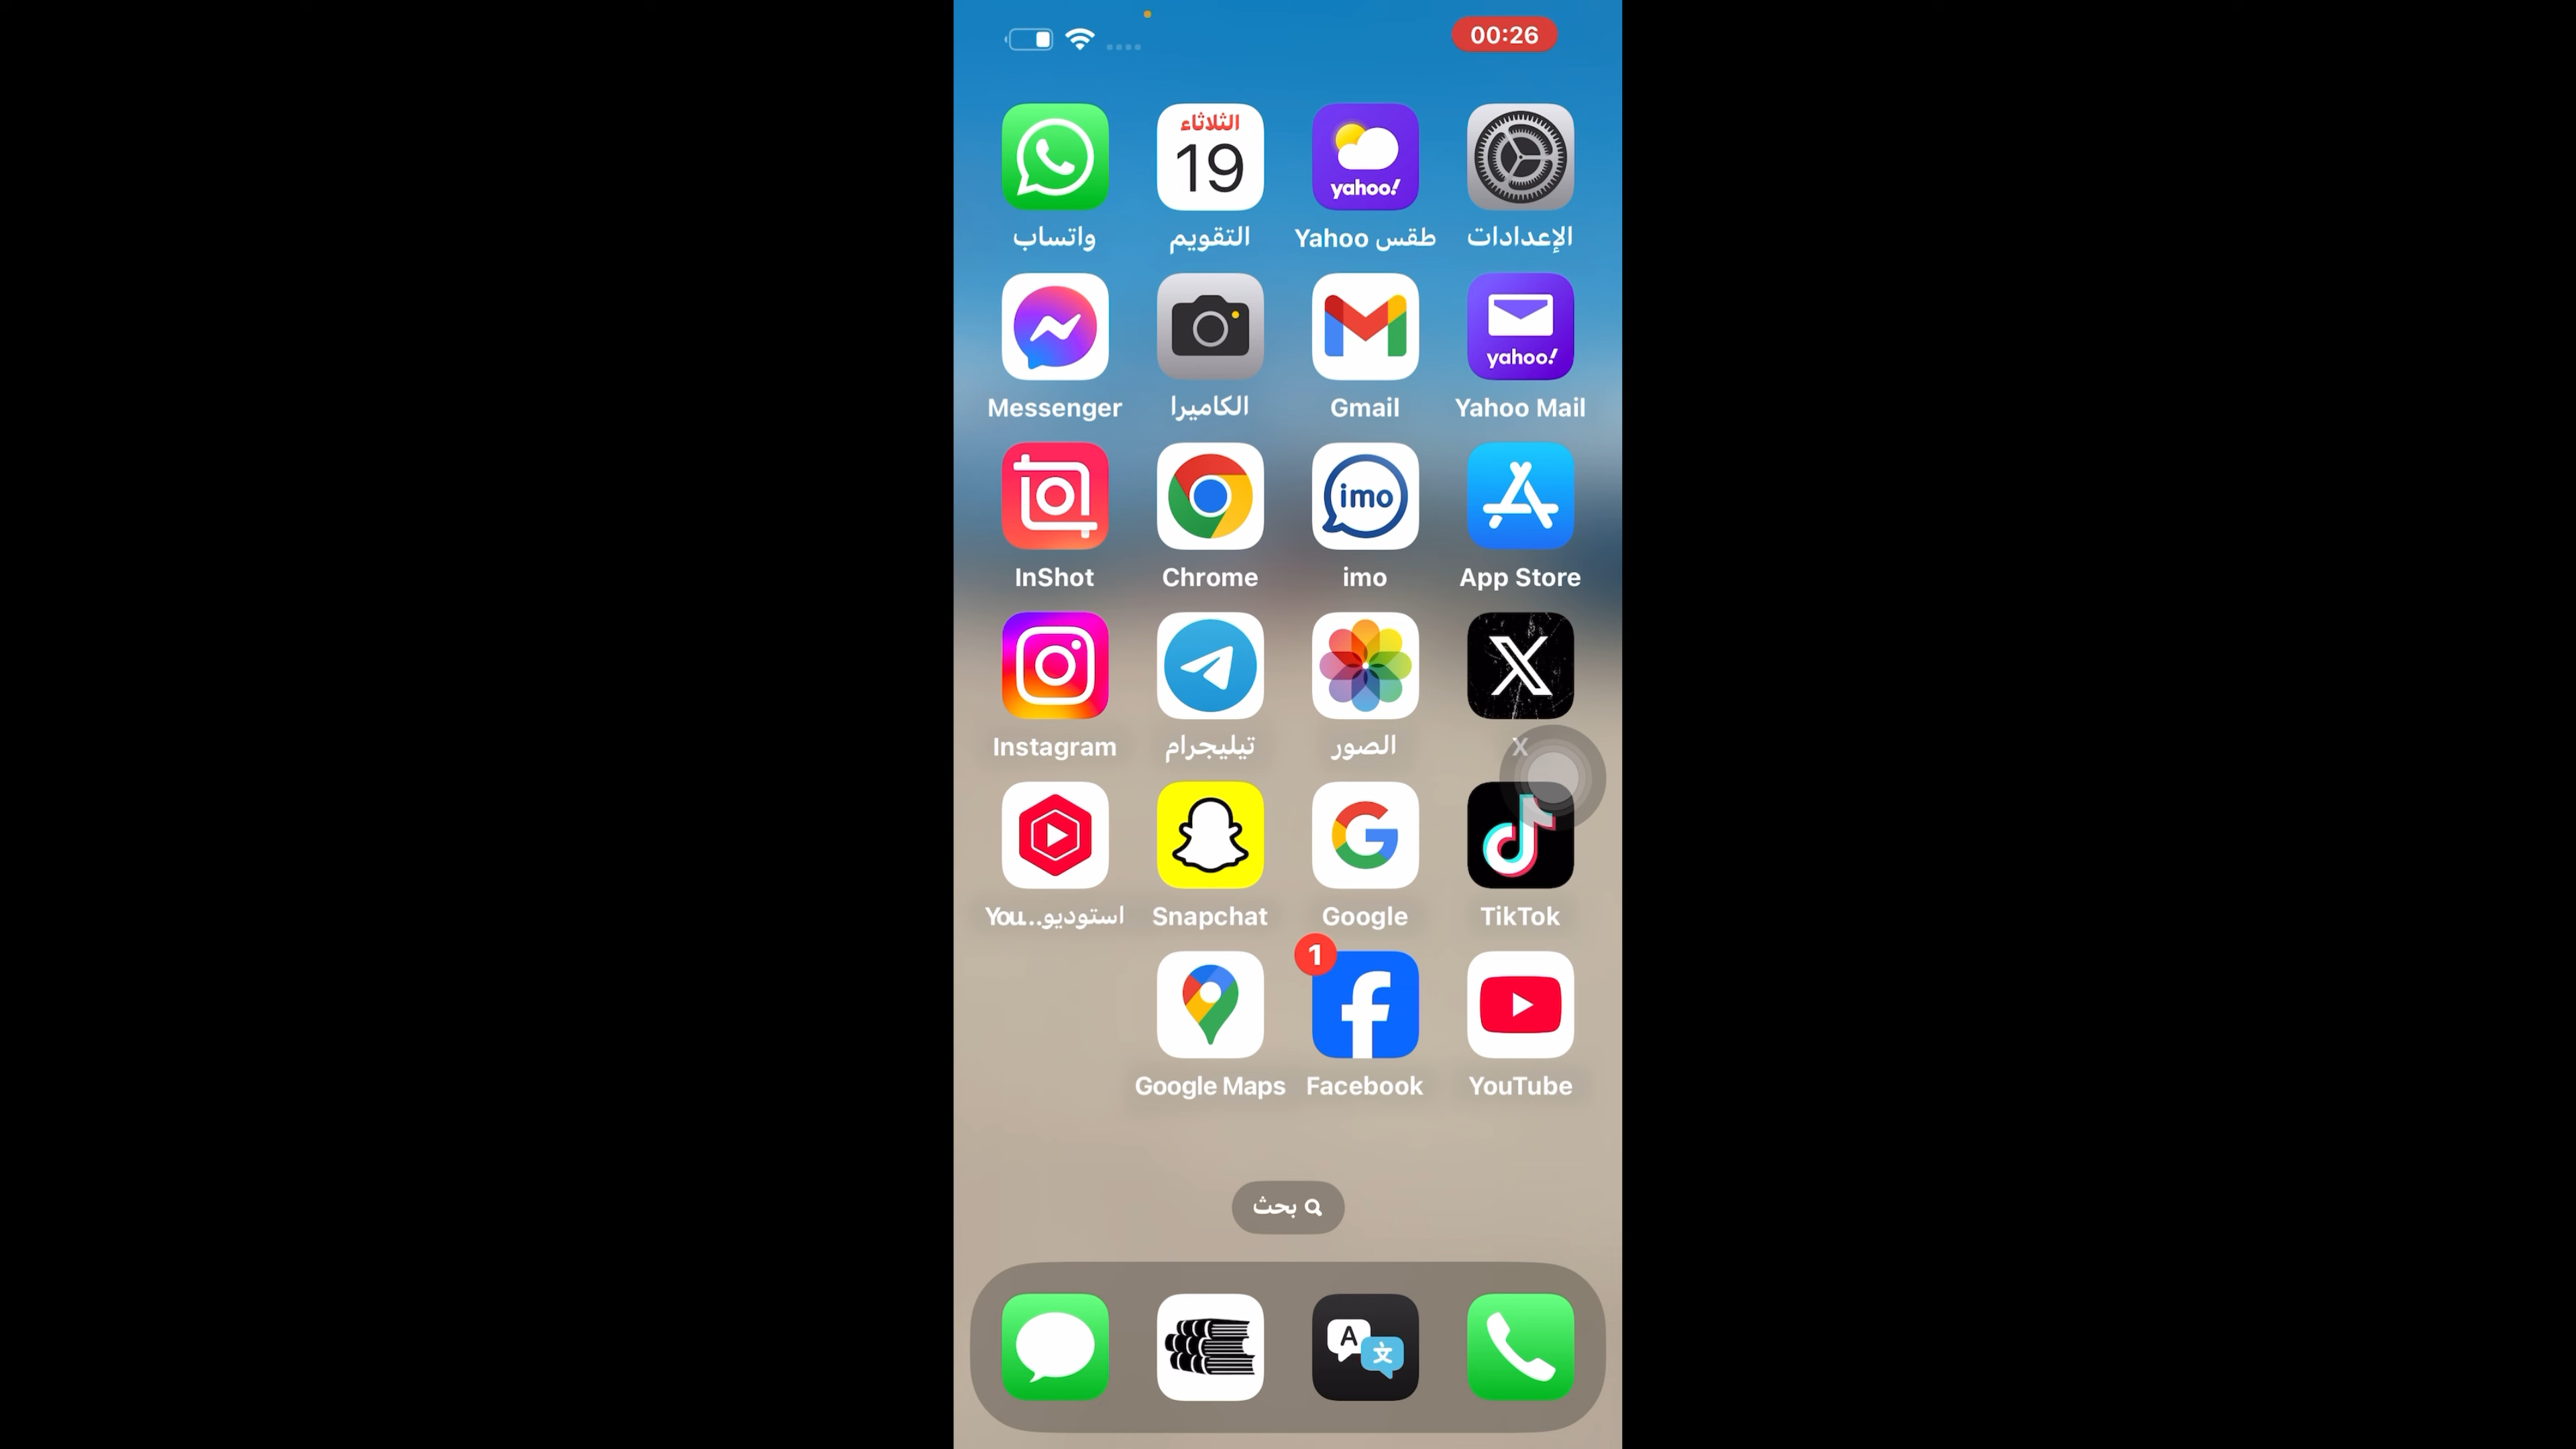 00:26
الثلاثاء
19
yahoo!
الإعدادات
طقس Yahoo
التقويم
واتساب
yahoo!
Yahoo Mail
Gmail
الكاميرا
Messenger
imo
App Store
imo
Chrome
InShot
X
الصور
تيليجرام
Instagram
TikTok
Google
Snapchat
استوديو...You
1
YouTube
Facebook
Google Maps
بحث
A
文